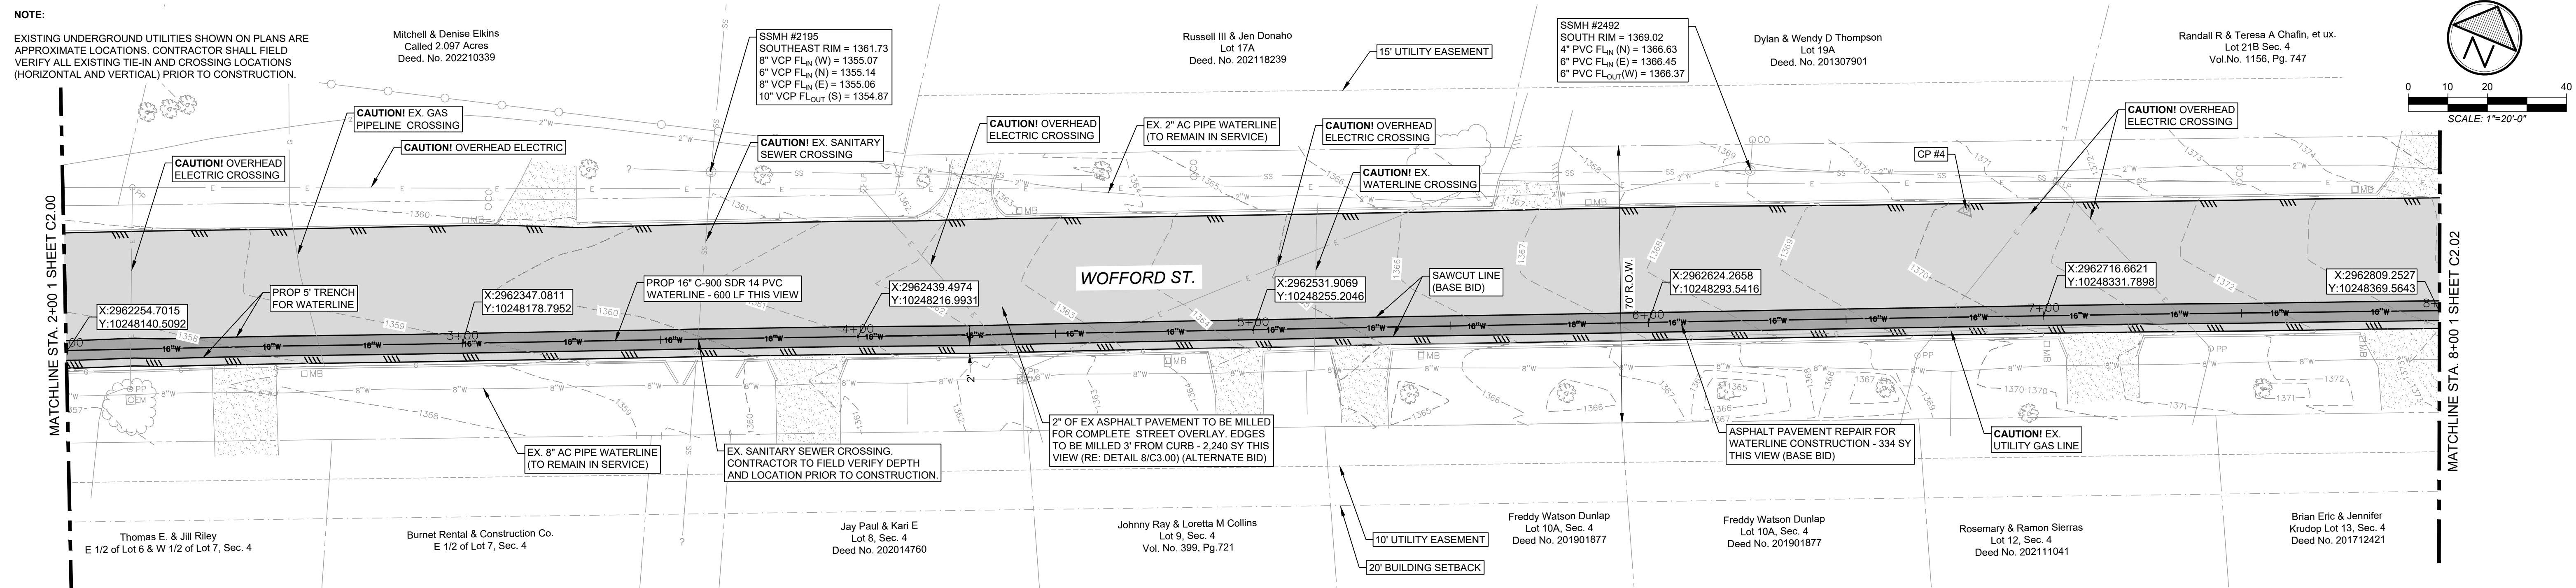 NOTE:
EXISTING UNDERGROUND UTILITIES SHOWN ON PLANS ARE
APPROXIMATE LOCATIONS. CONTRACTOR SHALL FIELD
VERIFY ALL EXISTING TIE-IN AND CROSSING LOCATIONS
(HORIZONTAL AND VERTICAL) PRIOR TO CONSTRUCTION.
Mitchell & Denise Elkins
Called 2.097 Acres
Deed. No. 202210339
SSMH #2195
SOUTHEAST RIM = 1361.73
8" VCP FLIN (W) = 1355.07
6" VCP FLIN (N) = 1355.14
8" VCP FLIN (E) = 1355.06
10" VCP FLOUT (S) = 1354.87
Russell III & Jen Donaho
Lot 17A
Deed. No. 202118239
15' UTILITY EASEMENT
SSMH #2492
SOUTH RIM = 1369.02
4" PVC FLIN (N) = 1366.63
6" PVC FLIN (E) = 1366.45
6" PVC FLOUT(W) = 1366.37
Dylan & Wendy D Thompson
Lot 19A
Deed. No. 201307901
Randall R & Teresa A Chafin, et ux.
Lot 21B Sec. 4
Vol.No. 1156, Pg. 747
N
0 10 20 40
SCALE: 1"=20'-0"
CAUTION! EX. GAS
PIPELINE CROSSING
CAUTION! OVERHEAD ELECTRIC
CAUTION! OVERHEAD
ELECTRIC CROSSING
CAUTION! EX. SANITARY
SEWER CROSSING
CAUTION! OVERHEAD
ELECTRIC CROSSING
EX. 2" AC PIPE WATERLINE
(TO REMAIN IN SERVICE)
CAUTION! OVERHEAD
ELECTRIC CROSSING
CAUTION! EX.
WATERLINE CROSSING
CP #4
CAUTION! OVERHEAD
ELECTRIC CROSSING
MATCHLINE STA. 2+00 1 SHEET C2.00
MATCHLINE STA. 8+00 1 SHEET C2.02
WOFFORD ST.
70' R.O.W.
X:2962254.7015
Y:10248140.5092
PROP 5' TRENCH
FOR WATERLINE
X:2962347.0811
Y:10248178.7952
PROP 16" C-900 SDR 14 PVC
WATERLINE - 600 LF THIS VIEW
X:2962439.4974
Y:10248216.9931
X:2962531.9069
Y:10248255.2046
SAWCUT LINE
(BASE BID)
X:2962624.2658
Y:10248293.5416
X:2962716.6621
Y:10248331.7898
X:2962809.2527
Y:10248369.5643
3+00
4+00
5+00
6+00
7+00
16"W
8"W
2"W
2'
EX. 8" AC PIPE WATERLINE
(TO REMAIN IN SERVICE)
EX. SANITARY SEWER CROSSING.
CONTRACTOR TO FIELD VERIFY DEPTH
AND LOCATION PRIOR TO CONSTRUCTION.
2" OF EX ASPHALT PAVEMENT TO BE MILLED
FOR COMPLETE STREET OVERLAY. EDGES
TO BE MILLED 3' FROM CURB - 2,240 SY THIS
VIEW (RE: DETAIL 8/C3.00) (ALTERNATE BID)
ASPHALT PAVEMENT REPAIR FOR
WATERLINE CONSTRUCTION - 334 SY
THIS VIEW (BASE BID)
CAUTION! EX.
UTILITY GAS LINE
10' UTILITY EASEMENT
20' BUILDING SETBACK
Thomas E. & Jill Riley
E 1/2 of Lot 6 & W 1/2 of Lot 7, Sec. 4
Burnet Rental & Construction Co.
E 1/2 of Lot 7, Sec. 4
Jay Paul & Kari E
Lot 8, Sec. 4
Deed No. 202014760
Johnny Ray & Loretta M Collins
Lot 9, Sec. 4
Vol. No. 399, Pg.721
Freddy Watson Dunlap
Lot 10A, Sec. 4
Deed No. 201901877
Freddy Watson Dunlap
Lot 10A, Sec. 4
Deed No. 201901877
Rosemary & Ramon Sierras
Lot 12, Sec. 4
Deed No. 202111041
Brian Eric & Jennifer
Krudop Lot 13, Sec. 4
Deed No. 201712421